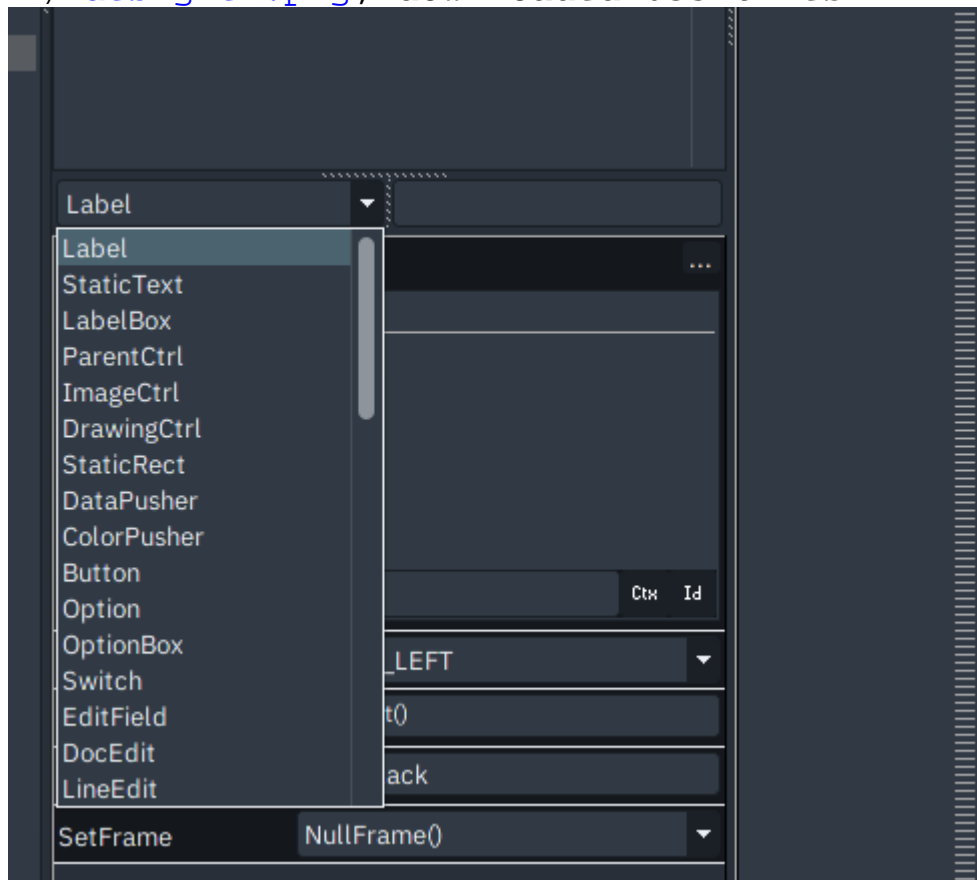 Label
Label
...
StaticText
LabelBox
ParentCtrl
ImageCtrl
DrawingCtrl
StaticRect
DataPusher
ColorPusher
Button
Ctx Id
Option
OptionBox
_LEFT
Switch
EditField
t()
DocEdit
ack
LineEdit
SetFrame NullFrame()